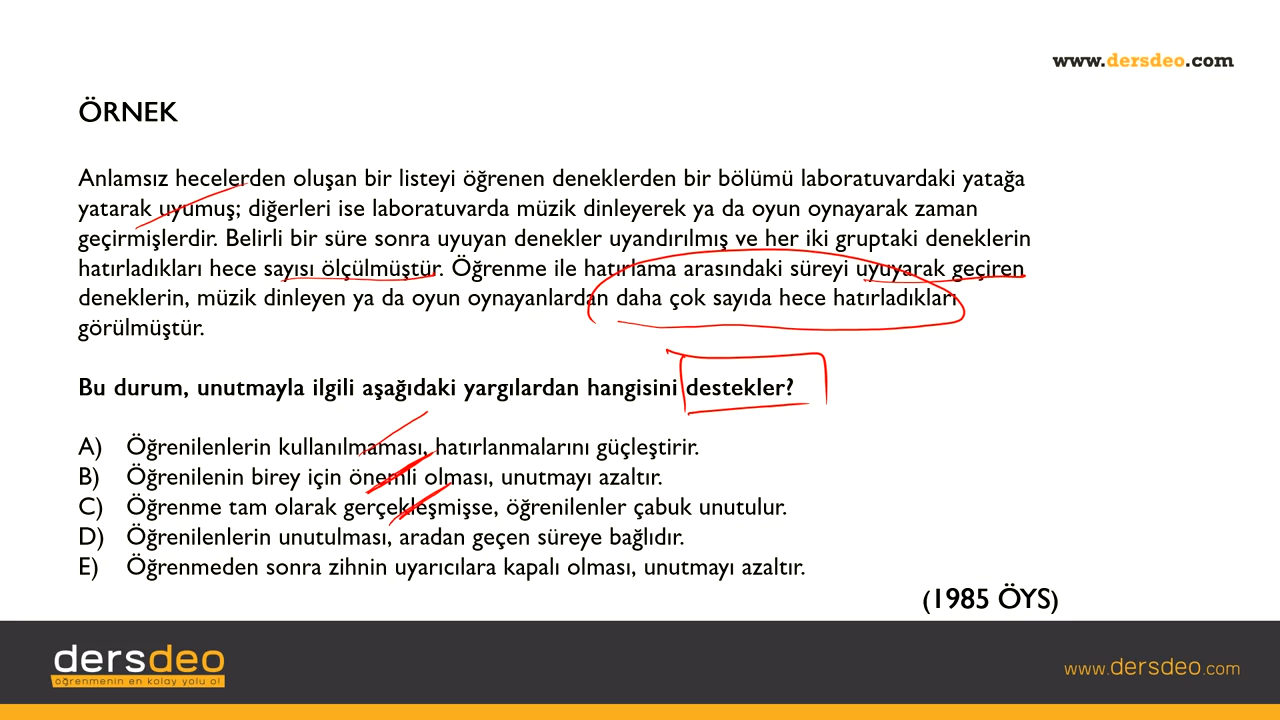 www.dersdeo.com
ÖRNEK
Anlamsız hecelerden oluşan bir listeyi öğrenen deneklerden bir bölümü laboratuvardaki yatağa
yatarak uyumuş; diğerleri ise laboratuvarda müzik dinleyerek ya da oyun oynayarak zaman
geçirmişlerdir. Belirli bir süre sonra uyuyan denekler uyandırılmış ve her iki gruptaki deneklerin
hatırladıkları hece sayısı ölçülmüştür. Öğrenme ile hatırlama arasındaki süreyi uyuyarak geçiren
deneklerin, müzik dinleyen ya da oyun oynayanlardan daha çok sayıda hece hatırladıkları
görülmüştür.
Bu durum, unutmayla ilgili aşağıdaki yargılardan hangisini destekler?
A) Öğrenilenlerin kullanılmaması, hatırlanmalarını güçleştirir.
B) Öğrenilenin birey için önemli olması, unutmayı azaltır.
C) Öğrenme tam olarak gerçekleşmişse, öğrenilenler çabuk unutulur.
D) Öğrenilenlerin unutulması, aradan geçen süreye bağlıdır.
E) Öğrenmeden sonra zihnin uyarıcılara kapalı olması, unutmayı azaltır.
(1985 ÖYS)
dersdeo
öğrenmenin en kolay yolu o!
www.dersdeo.com